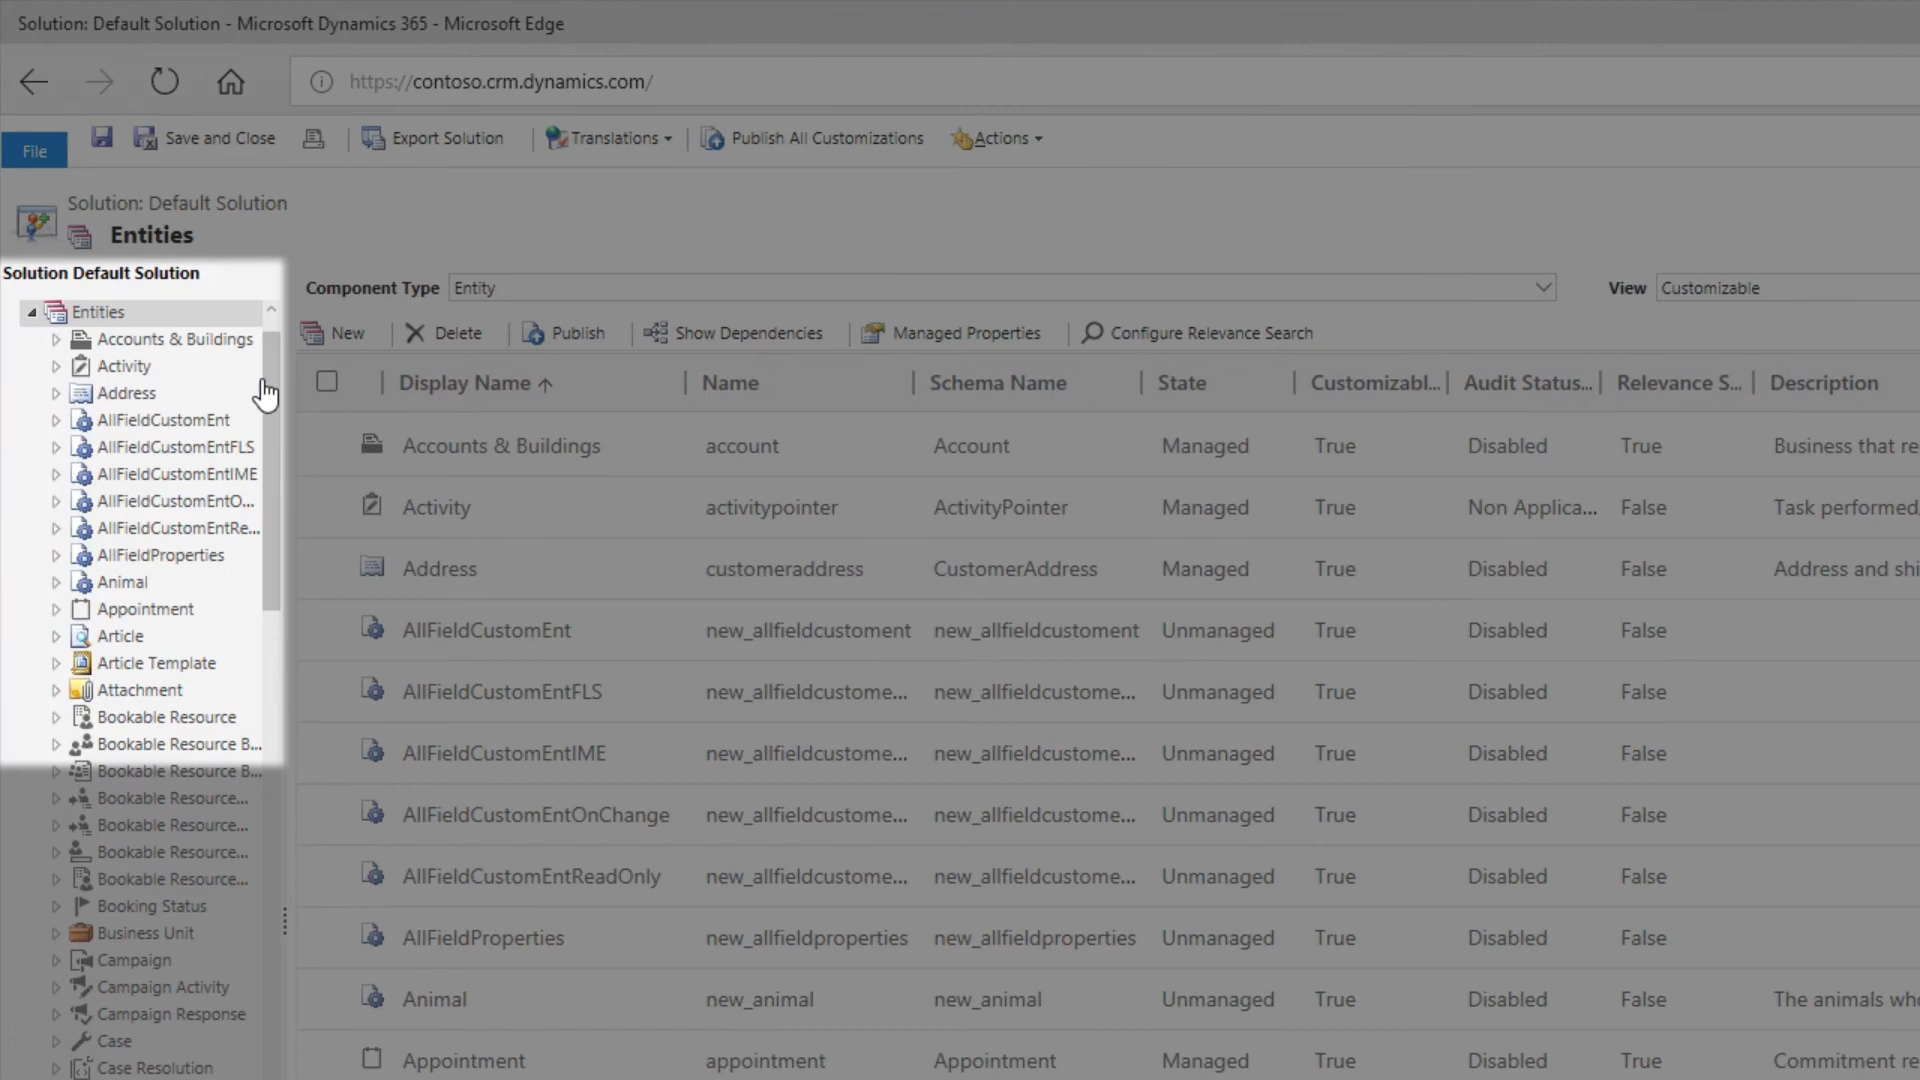 Solution: Default Solution - Microsoft Dynamics 365 - Microsoft Edge
https://contoso.crm.dynamics.com/
File
Save and Close
Export Solution
Translations
Publish All Customizations
Actions
Solution: Default Solution
Entities
Solution Default Solution
Entities
Accounts & Buildings
Activity
Address
AllFieldCustomEnt
AllFieldCustomEntFLS
AllFieldCustomEntIME
AllFieldCustomEntO...
AllFieldCustomEntRe...
AllFieldProperties
Animal
Appointment
Article
Article Template
Attachment
Bookable Resource
Bookable Resource B...
Bookable Resource B...
Bookable Resource...
Bookable Resource...
Bookable Resource...
Bookable Resource...
Booking Status
Business Unit
Campaign
Campaign Activity
Campaign Response
Case
Case Resolution
Component Type Entity
View Customizable
New Delete Publish Show Dependencies Managed Properties Configure Relevance Search
Display Name Name Schema Name State Customizabl... Audit Status... Relevance S... Description
Accounts & Buildings account Account Managed True Disabled True Business that re
Activity activitypointer ActivityPointer Managed True Non Applica... False Task performed,
Address customeraddress CustomerAddress Managed True Disabled False Address and shi
AllFieldCustomEnt new_allfieldcustoment new_allfieldcustoment Unmanaged True Disabled False
AllFieldCustomEntFLS new_allfieldcustome... new_allfieldcustome... Unmanaged True Disabled False
AllFieldCustomEntIME new_allfieldcustome... new_allfieldcustome... Unmanaged True Disabled False
AllFieldCustomEntOnChange new_allfieldcustome... new_allfieldcustome... Unmanaged True Disabled False
AllFieldCustomEntReadOnly new_allfieldcustome... new_allfieldcustome... Unmanaged True Disabled False
AllFieldProperties new_allfieldproperties new_allfieldproperties Unmanaged True Disabled False
Animal new_animal new_animal Unmanaged True Disabled False The animals who
Appointment appointment Appointment Managed True Disabled True Commitment re